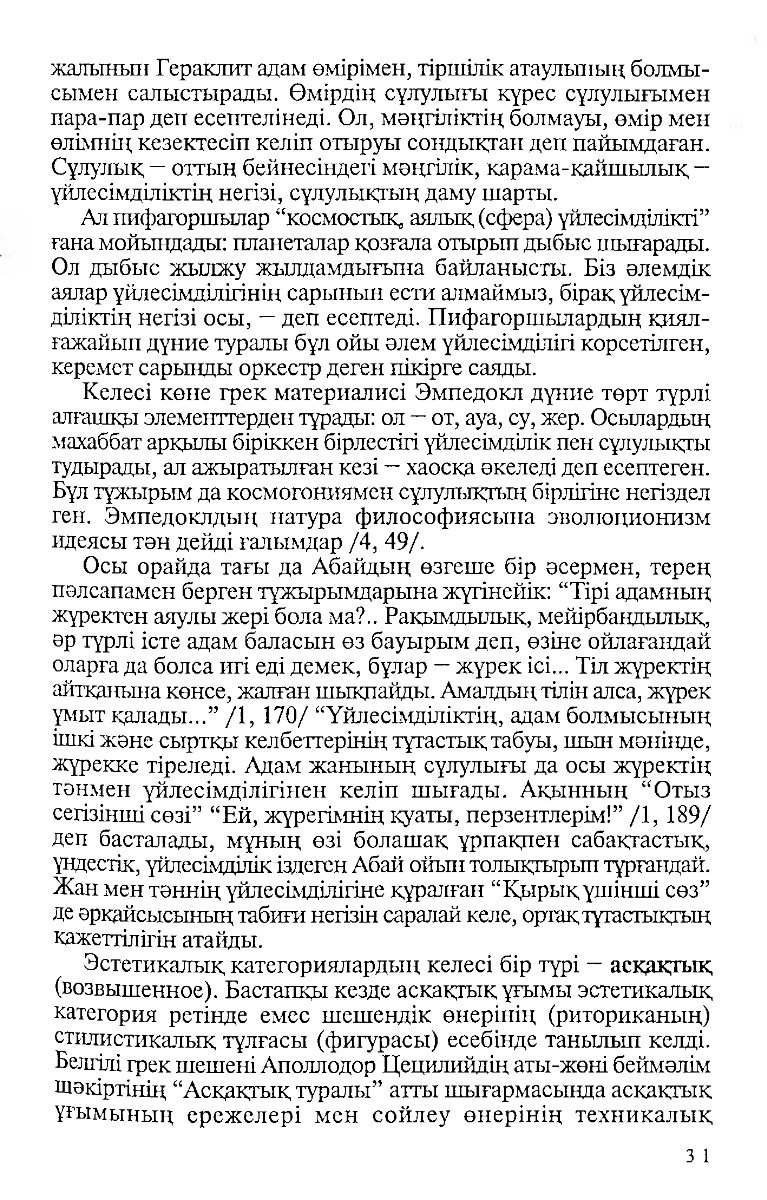 жалынын Гераклит адам өмірімен, тіршілік атаулының болмы-
сымен салыстырады. Өмірдің сұлулығы күрес сұлулығымен
пара-пар деп есептелінеді. Ол, мәңгіліктің болмауы, өмір мен
өлімнің кезектесіп келіп отыруы сондықтан деп пайымдаған.
Сұлулық — оттың бейнесіндегі мәңгілік, қарама-қайшылық —
үйлесімділіктің негізі, сұлулықтың даму шарты.
Ал пифагоршылар “космостық, аялық (сфера) үйлесімділікті”
ғана мойындады: планеталар қозғала отырып дыбыс шығарады.
Ол дыбыс жылжу жылдамдығына байланысты. Біз әлемдік
аялар үйлесімділігінің сарынын ести алмаймыз, бірақ үйлесім-
діліктің негізі осы, — деп есептеді. Пифагоршылардың қиял-
ғажайып дүние туралы бұл ойы әлем үйлесімділігі корсетілген,
керемет сарынды оркестр деген пікірге саяды.
Келесі көне грек материалисі Эмпедокл дүние төрт түрлі
алғашқы элементтерден тұрады: ол — от, ауа, су, жер. Осылардың
махаббат арқылы біріккен бірлестігі үйлесімділік пен сұлулықты
тудырады, ал ажыратылған кезі — хаосқа әкеледі деп есептеген.
Бұл тұжырым да космогониямен сұлулықтың бірлігіне негіздел
ген. Эмпедоклдың натура философиясына эволюционизм
идеясы тән дейді ғалымдар /4, 49/.
Осы орайда тағы да Абайдың өзгеше бір әсермен, терең
пәлсапамен берген тұжырымдарына жүгінейік: “Тірі адамның
жүректен аяулы жері бола ма?.. Рақымдылық, мейірбандылық,
әр түрлі істе адам баласын өз бауырым деп, өзіне ойлағандай
оларға да болса игі еді демек, бұлар — жүрек ісі... Тіл жүректің
айтқанына көнсе, жалған шықпайды. Амалдың тілін алса, жүрек
ұмыт қалады...” /1, 170/ “Үйлесімділіктің, адам болмысының
ішкі және сыртқы келбеттерінің тұтастық табуы, шын мәнінде,
жүрекке тіреледі. Адам жанының сұлулығы да осы жүректің
тәнмен үйлесімділігінен келіп шығады. Ақынның “Отыз
сегізінші сөзі” “Ей, жүрегімнің қуаты, перзентлерім!” /1, 189/
деп басталады, мұның өзі болашақ ұрпақпен сабақтастық,
үндестік, үйлесімділік іздеген Абай ойын толықтырып тұрғандай.
Жан мен тәннің үйлесімділігіне құралған “Қырық үшінші сөз”
де әрқайсысының табиғи негізін саралай келе, ортақ тұтастықтың
қажеттілігін атайды.
Эстетикалық категориялардың келесі бір түрі — асқақтық
(возвышенное). Бастапқы кезде асқақтық ұғымы эстетикалық
категория ретінде емес шешендік өнерінің (риториканың)
стилистикалық тұлғасы (фигурасы) есебінде танылып келді.
Белгілі грек шешені Аполлодор Цецилийдің аты-жөні беймәлім
шәкіртінің “Асқақтық туралы” атты шығармасында асқақтық
ұғымының ережелері мен сойлеу өнерінің техникалық
31